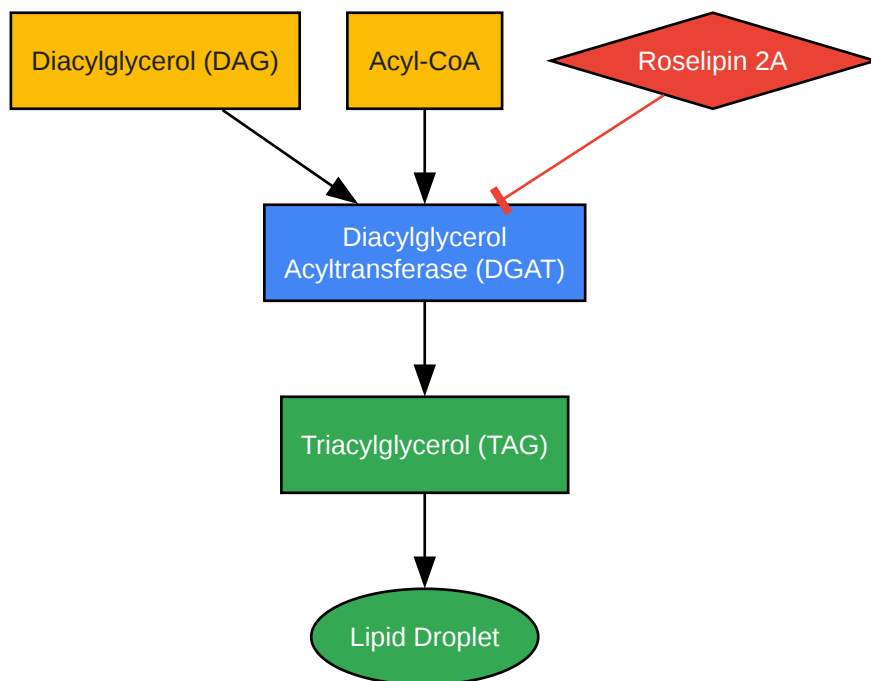 Diacylglycerol (DAG)
Acyl-CoA
Roselipin 2A
Diacylglycerol
Acyltransferase (DGAT)
Triacylglycerol (TAG)
Lipid Droplet